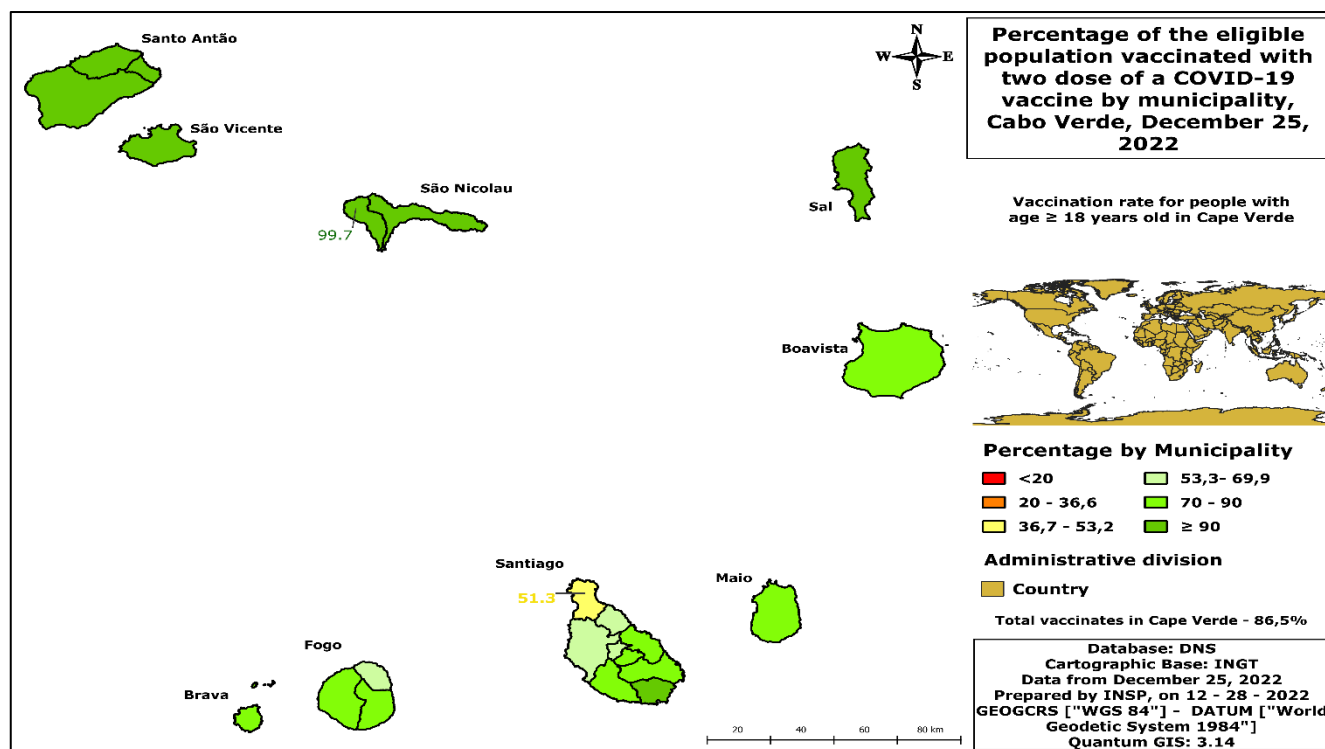 Santo Antão
São Vicente
São Nicolau
99.7
Sal
Boavista
Santiago
51.3
Maio
Fogo
Brava
N
W E
S
20 40 60 80 km
Percentage of the eligible
population vaccinated with
two dose of a COVID-19
vaccine by municipality,
Cabo Verde, December 25,
2022
Vaccination rate for people with
age ≥ 18 years old in Cape Verde
Percentage by Municipality
<20
20 - 36,6
36,7 - 53,2
53,3- 69,9
70 - 90
≥ 90
Administrative division
Country
Total vaccinates in Cape Verde - 86,5%
Database: DNS
Cartographic Base: INGT
Data from December 25, 2022
Prepared by INSP, on 12 - 28 - 2022
GEOGCRS ["WGS 84"] - DATUM ["World
Geodetic System 1984"]
Quantum GIS: 3.14